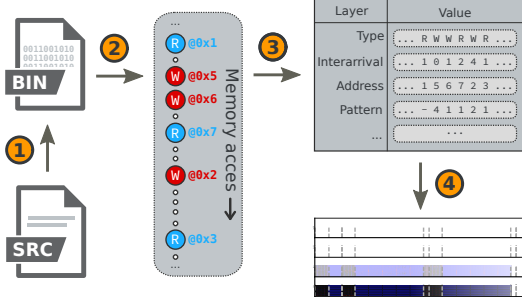 SRC
1
BIN
0011001010
0011001010
0011001010
2
...
R @0x1
W @0x5
W @0x6
R @0x7
W @0x2
R @0x3
...
Memory acces
3
Layer Value
Type ... R W W R W R ...
Interarrival ... 1 0 1 2 4 1 ...
Address ... 1 5 6 7 2 3 ...
Pattern ... - 4 1 1 2 1 ...
... ...
4